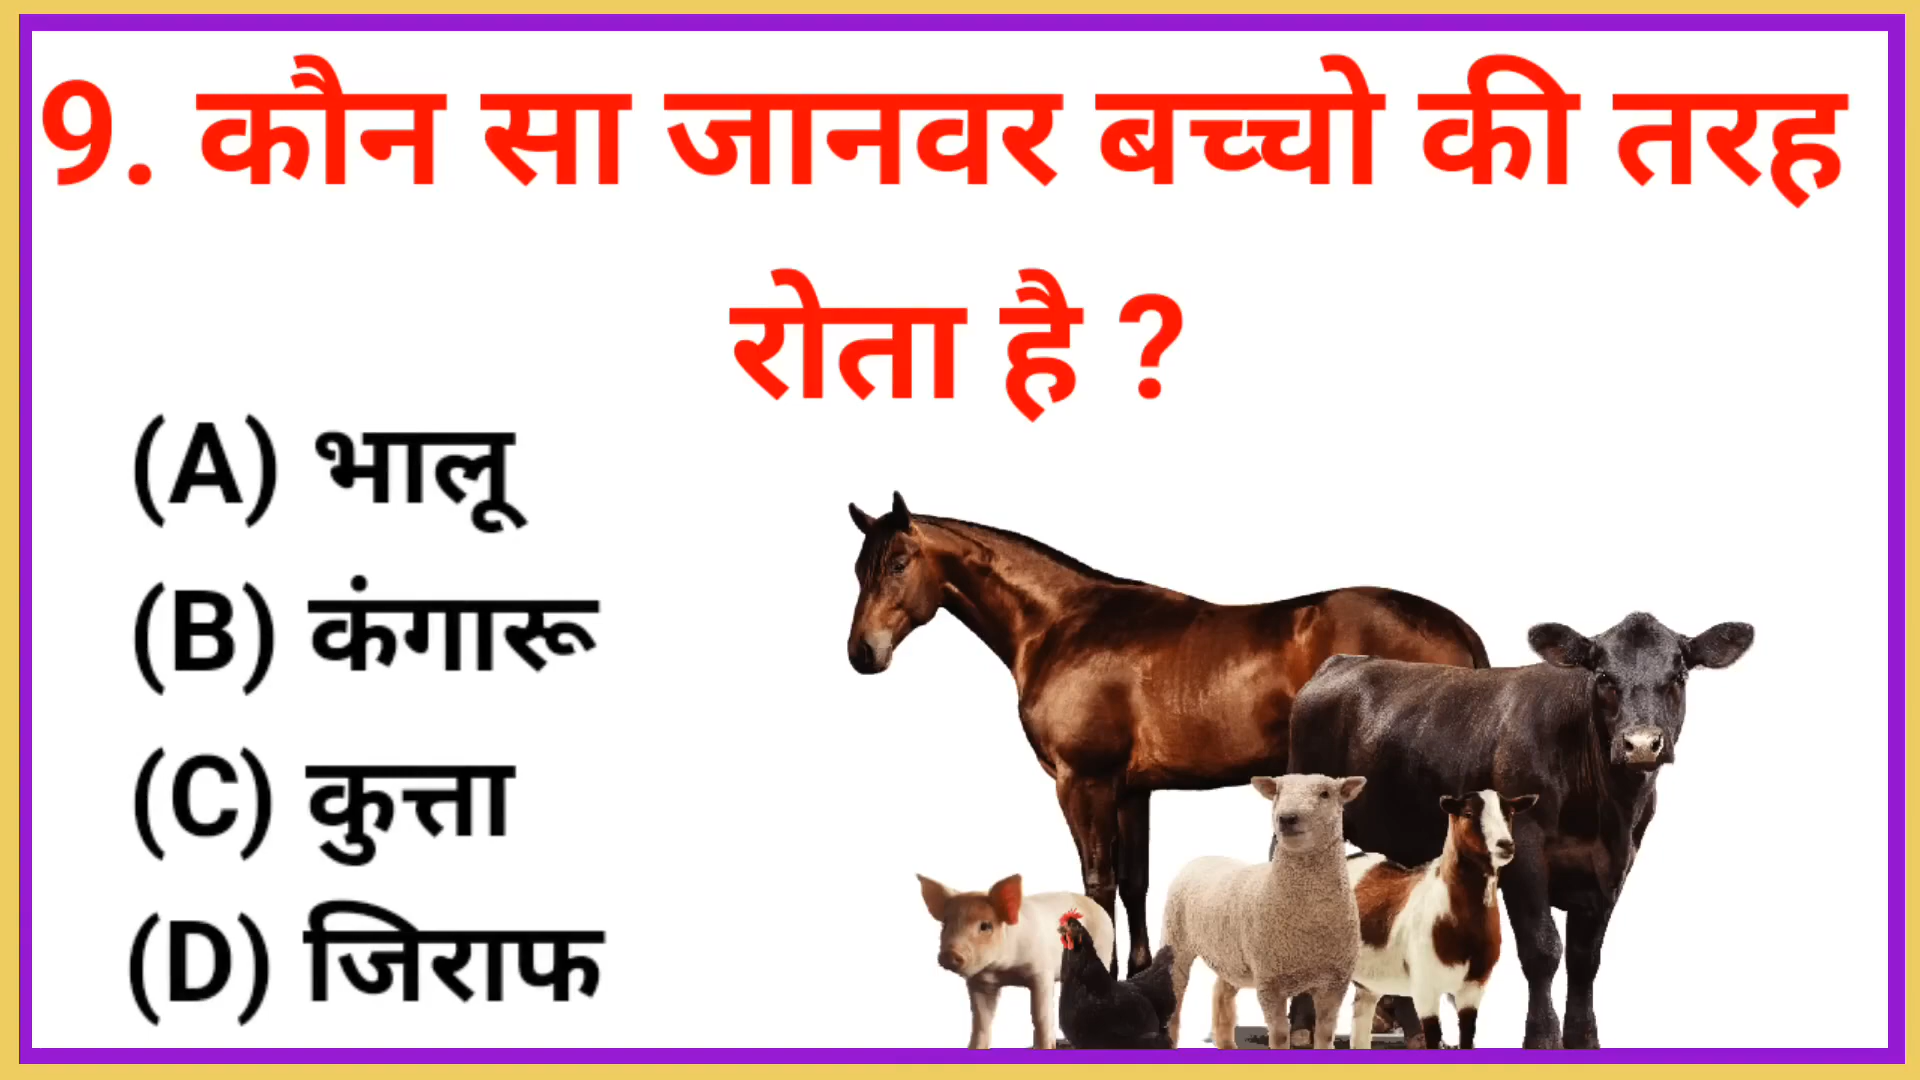 9. कौन सा जानवर बच्चो की तरह
रोता है ?
(A) भालू
(B) कंगारू
(C) कुत्ता
(D) जिराफ